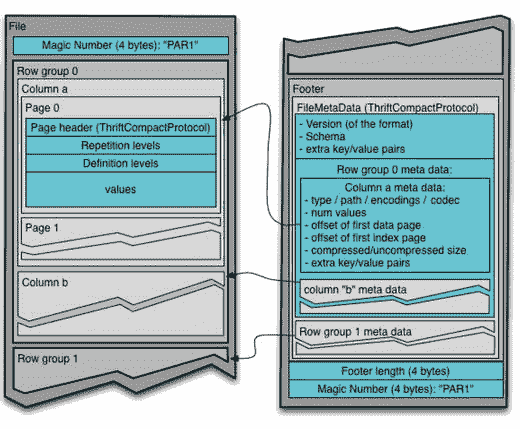 File
Magic Number (4 bytes): "PAR1"
Row group 0
Column a
Page 0
Page header (ThriftCompactProtocol)
Repetition levels
Definition levels
values
Page 1
Column b
Row group 1
Footer
FileMetaData (ThriftCompactProtocol)
- Version (of the format)
- Schema
- extra key/value pairs
Row group 0 meta data:
Column a meta data:
- type / path / encodings / codec
- num values
- offset of first data page
- offset of first index page
- compressed/uncompressed size
- extra key/value pairs
column "b" meta data
Row group 1 meta data
Footer length (4 bytes)
Magic Number (4 bytes): "PAR1"